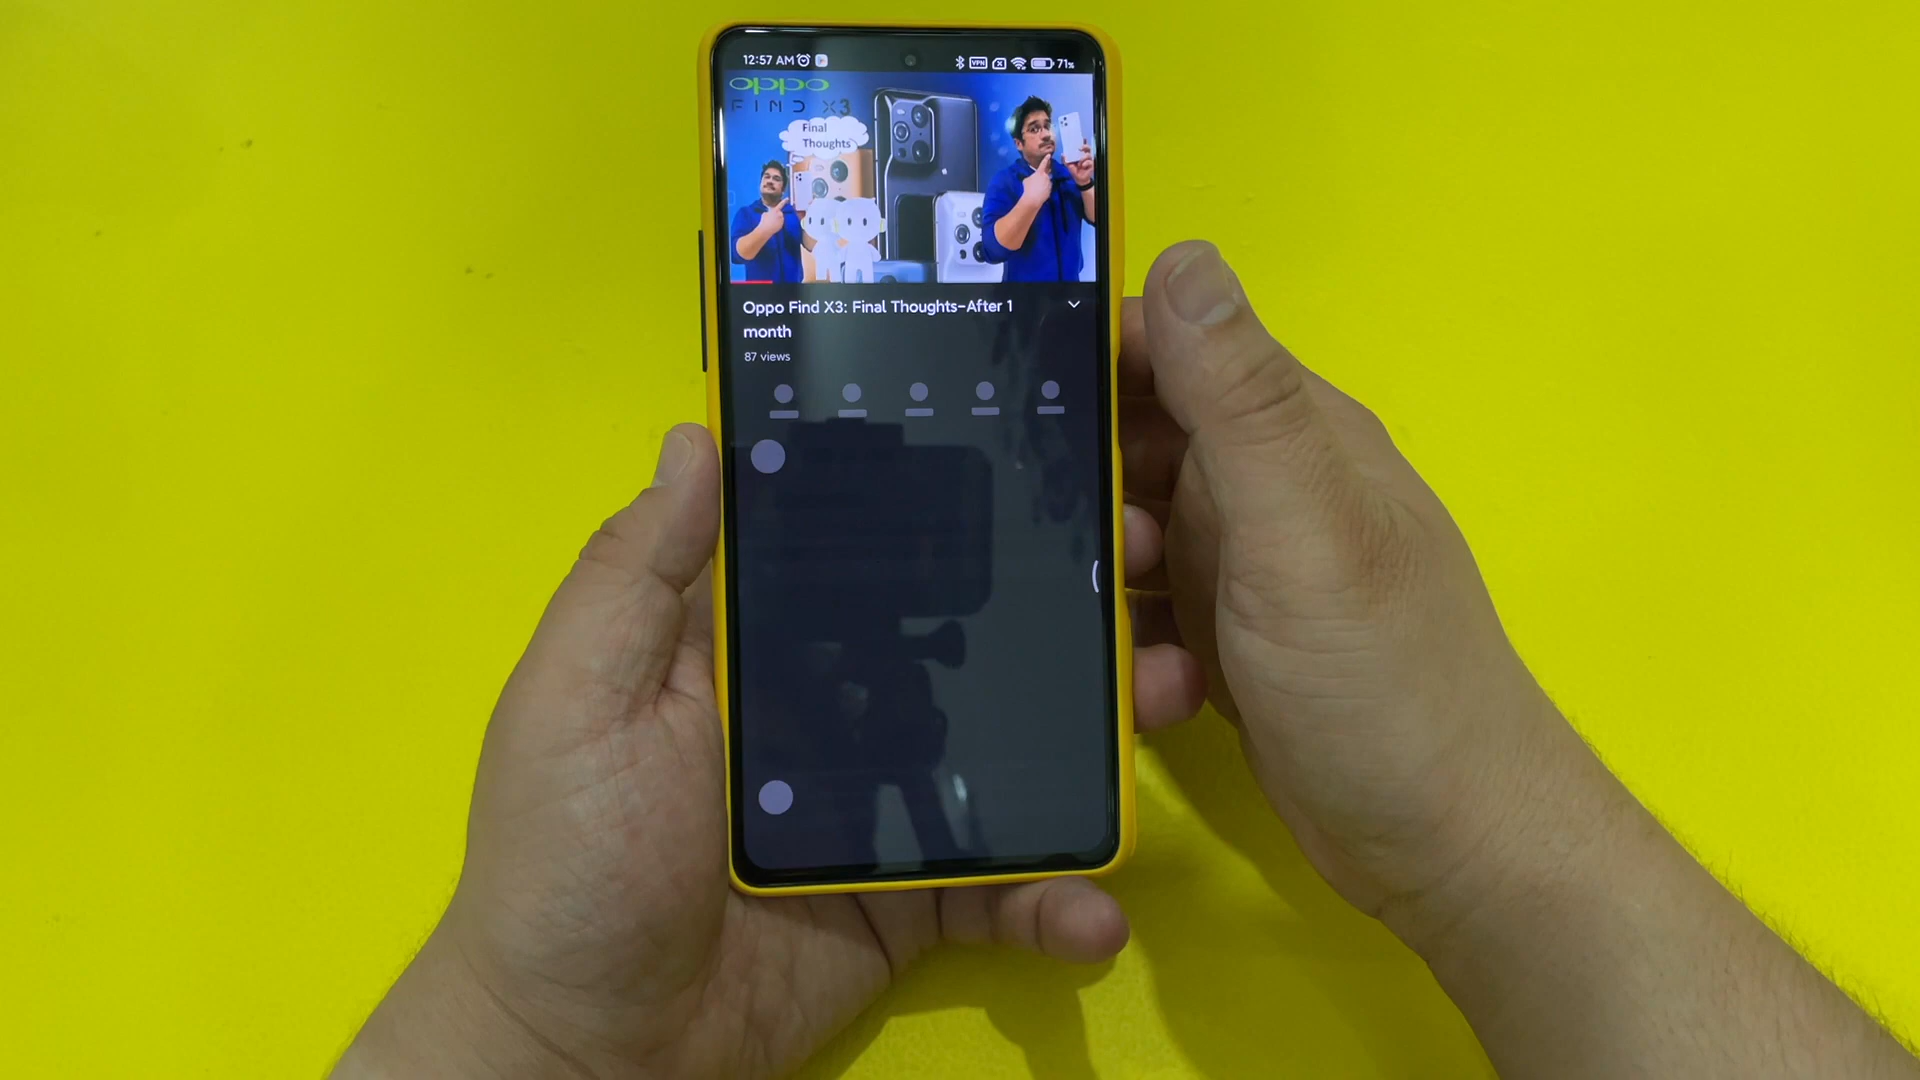 12:57 AM
VPN
71%
oppo
FIND X3
Final
Thoughts
Oppo Find X3: Final Thoughts-After 1
month
87 views